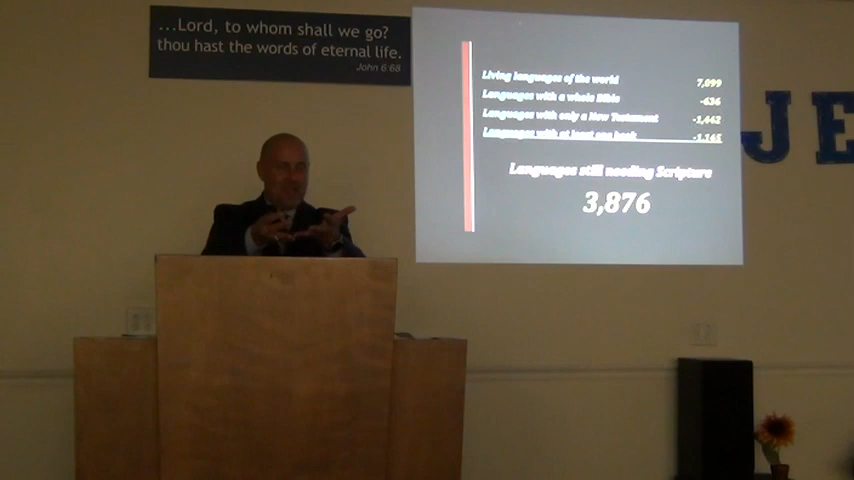 ...Lord, to whom shall we go?
thou hast the words of eternal life.
John 6:68
Living languages of the world 7,099
Languages with a whole Bible -636
Languages with only a New Testament -1,442
Languages with at least one book -1,145
Languages still needing Scripture
3,876
JE